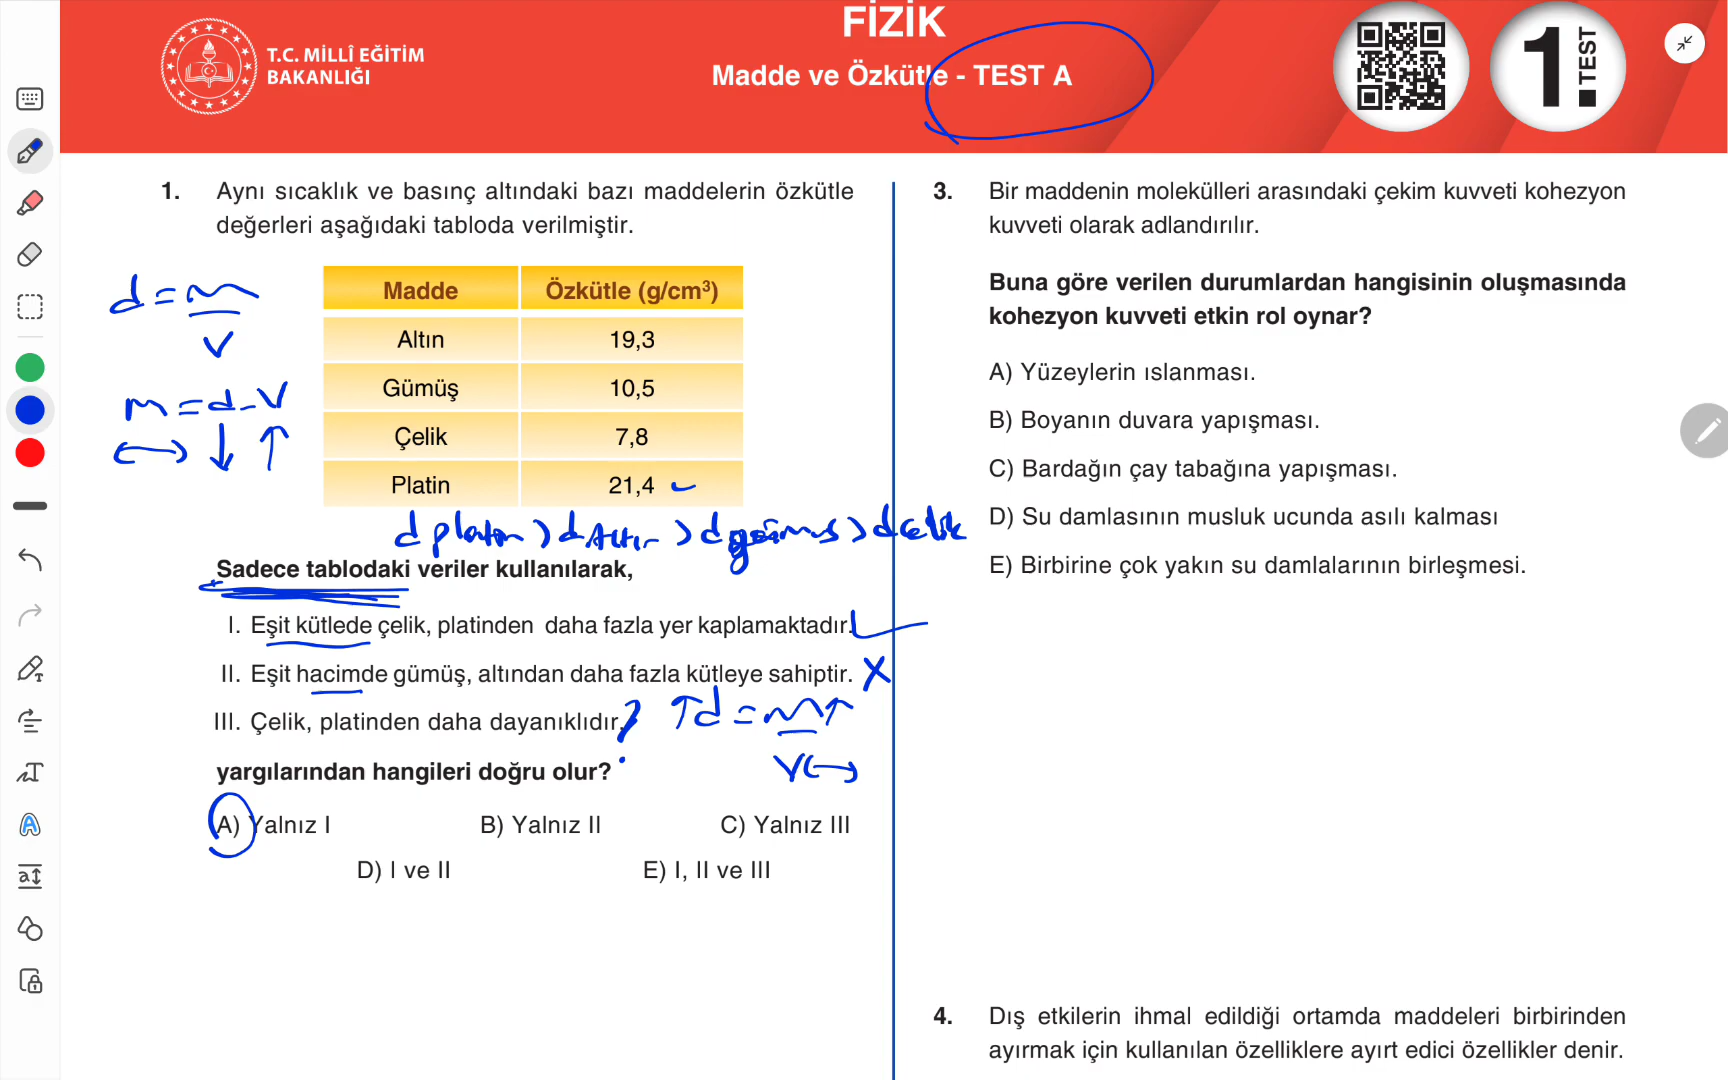 FİZİK
Madde ve Özkütle - TEST A
T.C. MİLLÎ EĞİTİM
BAKANLIĞI
1.TEST
1. Aynı sıcaklık ve basınç altındaki bazı maddelerin özkütle
değerleri aşağıdaki tabloda verilmiştir.
d = m
V
m = d - V
Madde Özkütle (g/cm³)
Altın 19,3
Gümüş 10,5
Çelik 7,8
Platin 21,4
d platin > d Altın > d gümüş > d çelik
Sadece tablodaki veriler kullanılarak,
I. Eşit kütlede çelik, platinden daha fazla yer kaplamaktadır.
II. Eşit hacimde gümüş, altından daha fazla kütleye sahiptir. X
III. Çelik, platinden daha dayanıklıdır. ?
↑d = m↑
V↔
yargılarından hangileri doğru olur?
A) Yalnız I B) Yalnız II C) Yalnız III
D) I ve II E) I, II ve III
3. Bir maddenin molekülleri arasındaki çekim kuvveti kohezyon
kuvveti olarak adlandırılır.
Buna göre verilen durumlardan hangisinin oluşmasında
kohezyon kuvveti etkin rol oynar?
A) Yüzeylerin ıslanması.
B) Boyanın duvara yapışması.
C) Bardağın çay tabağına yapışması.
D) Su damlasının musluk ucunda asılı kalması
E) Birbirine çok yakın su damlalarının birleşmesi.
4. Dış etkilerin ihmal edildiği ortamda maddeleri birbirinden
ayırmak için kullanılan özelliklere ayırt edici özellikler denir.